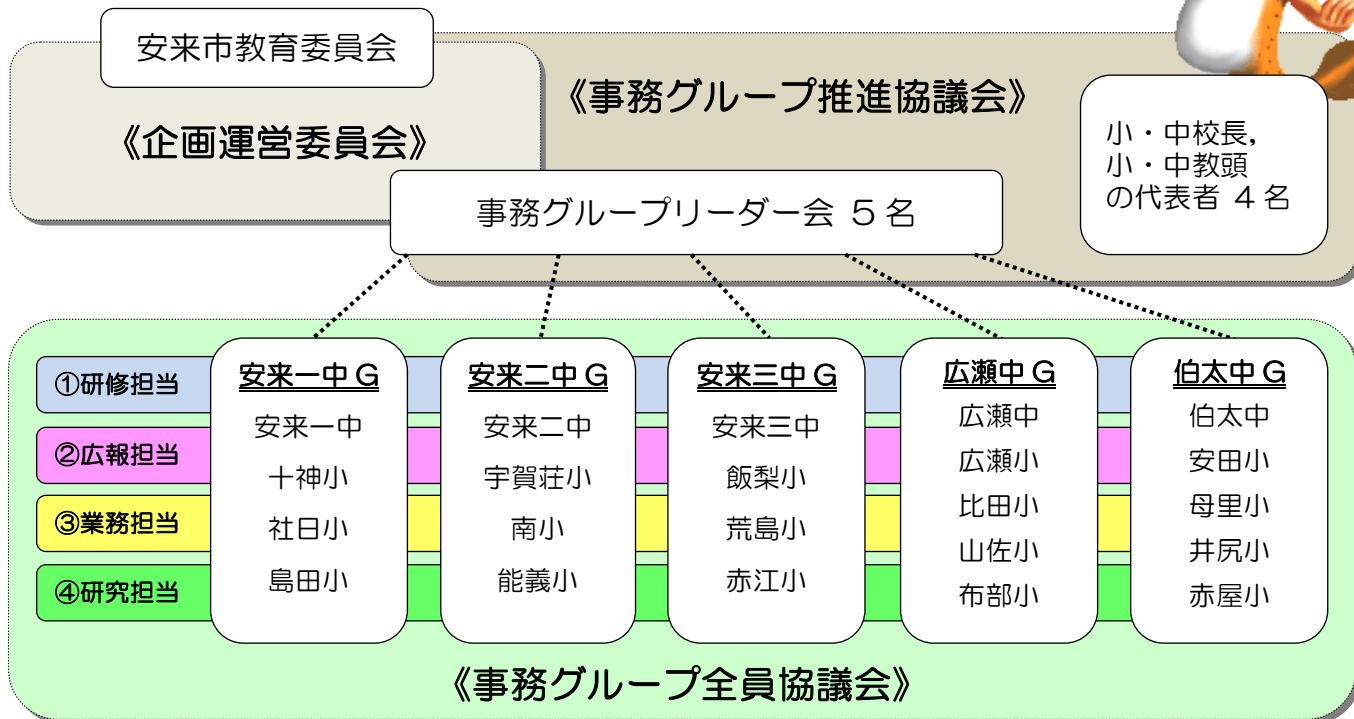 安来市教育委員会
《企画運営委員会》
《事務グループ推進協議会》
小・中校長,
小・中教頭
の代表者 4名
事務グループリーダー会 5名
①研修担当
②広報担当
③業務担当
④研究担当
安来一中G
安来一中
十神小
社日小
島田小
安来二中G
安来二中
宇賀荘小
南小
能義小
安来三中G
安来三中
飯梨小
荒島小
赤江小
広瀬中G
広瀬中
広瀬小
比田小
山佐小
布部小
伯太中G
伯太中
安田小
母里小
井尻小
赤屋小
《事務グループ全員協議会》